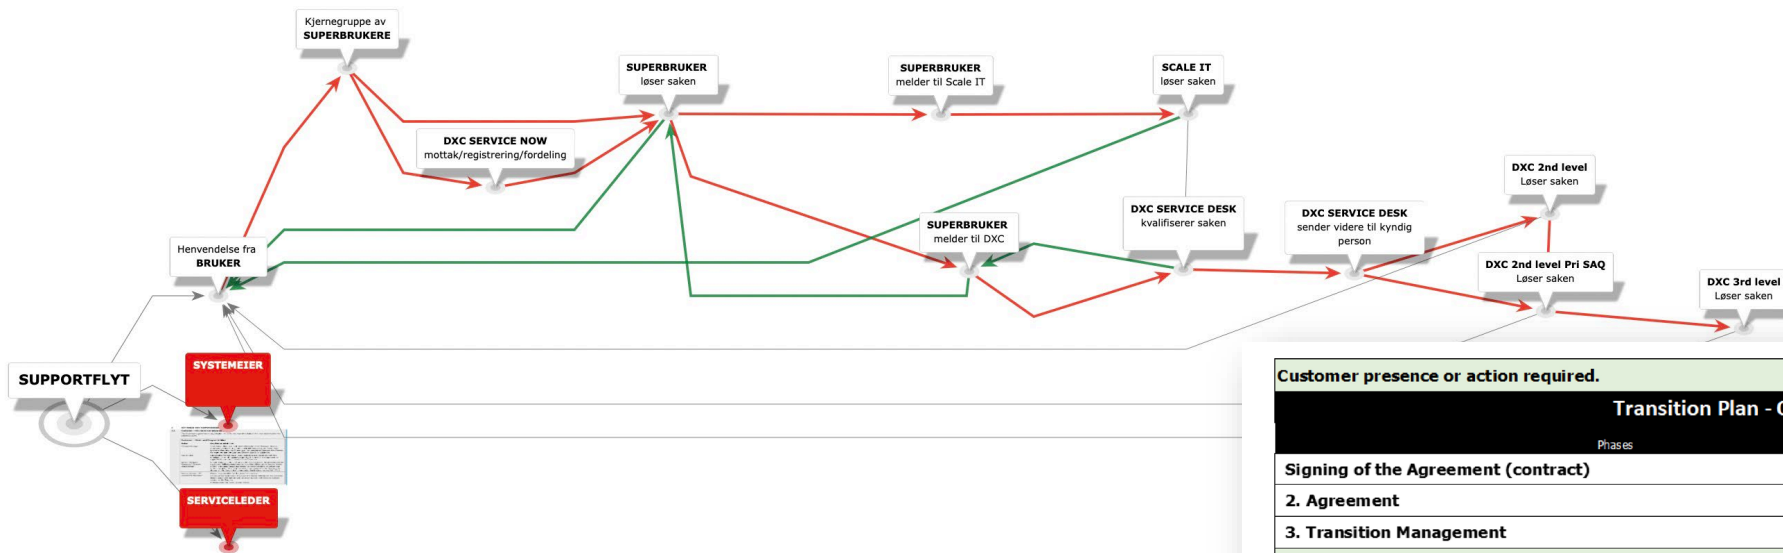 Kjernegruppe av
SUPERBRUKERE
SUPERBRUKER
løser saken
SUPERBRUKER
melder til Scale IT
SCALE IT
løser saken
DXC SERVICE NOW
mottak/registrering/fordeling
DXC 2nd level
Løser saken
DXC SERVICE DESK
kvalifiserer saken
DXC SERVICE DESK
sender videre til kyndig
person
SUPERBRUKER
melder til DXC
Henvendelse fra
BRUKER
DXC 2nd level Pri SAQ
Løser saken
DXC 3rd level
Løser saken
SUPPORTFLYT
SYSTEMEIER
SERVICELEDER
Customer presence or action required.
Transition Plan -
Phases
Signing of the Agreement (contract)
2. Agreement
3. Transition Management